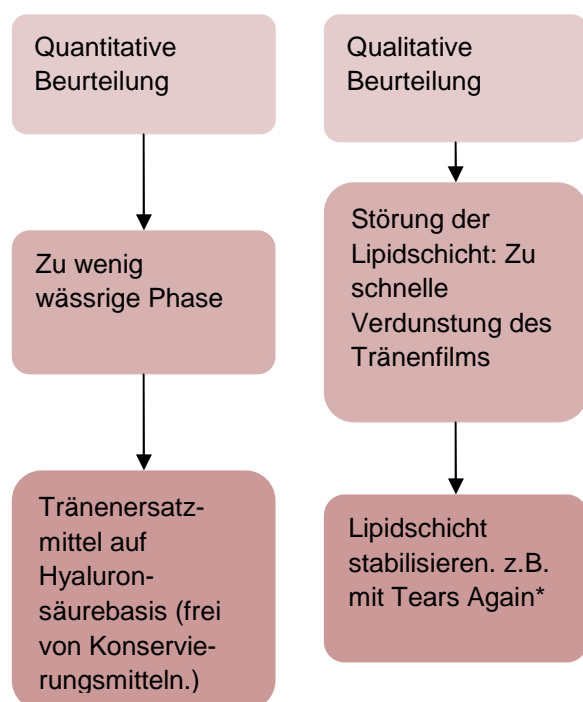 Quantitative
Beurteilung
Zu wenig
wässrige Phase
Tränenersatz-
mittel auf
Hyaluron-
säurebasis (frei
von Konservie-
rungsmitteln.)
Qualitative
Beurteilung
Störung der
Lipidschicht: Zu
schnelle
Verdunstung des
Tränenfilms
Lipidschicht
stabilisieren. z.B.
mit Tears Again*